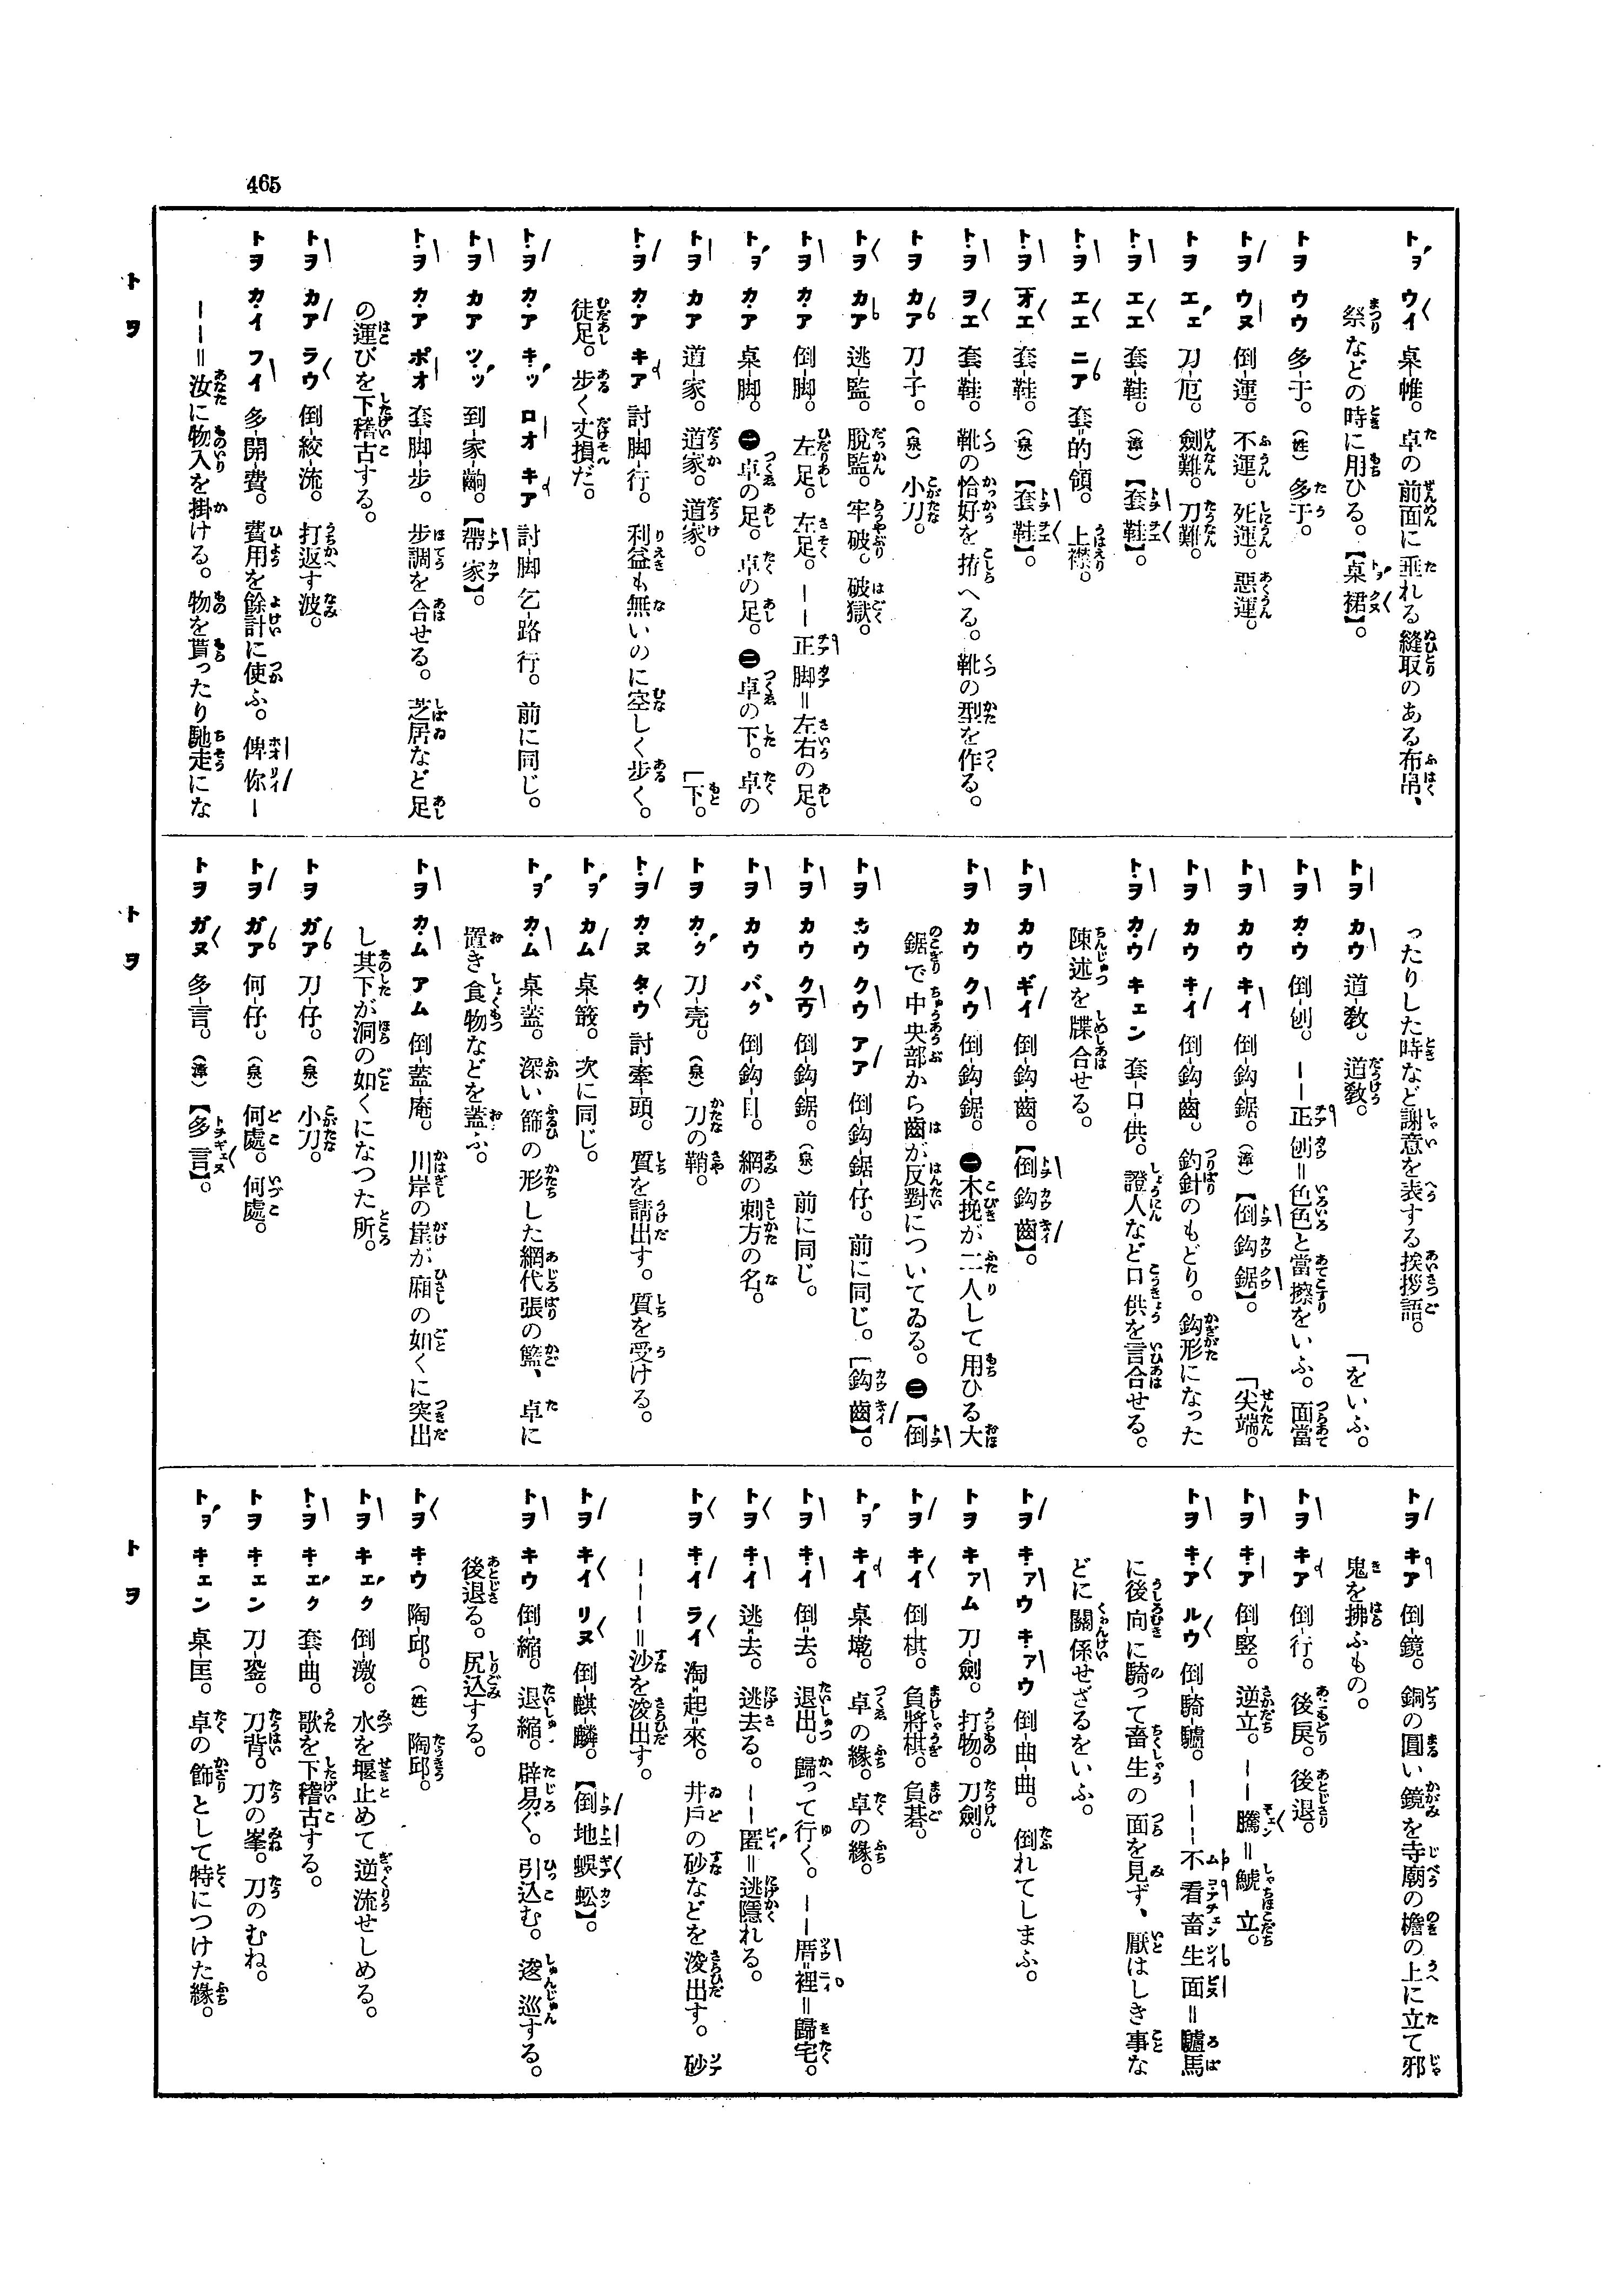 465
トヲ ウイ 桌帷。卓の前面に垂れる縫取のある布帛、
祭などの時に用ひる。【桌裙】。
トヲ ウウ 多于。(姓) 多于。
トヲ ウヌ 倒-運。不運。死運。惡運。
トヲ エェ 刀-厄。劍難。刀難。
トヲ エエ 套-鞋。(漳)【套鞋】。
トヲ エエ ニア 套的-領。上襟。
トヲ オエ 套-鞋。(泉)【套鞋】。
トヲ ヲエ 套-鞋。靴の恰好を拵へる。靴の型を作る。
トヲ カア 刀-子。(泉) 小刀。
トヲ カア 逃-監。脫監。牢破。破獄。
トヲ カ・ア 倒-脚。左足。左足。——正脚=左右の足。
トヲ カ・ア 桌-脚。㊀卓の足。卓の足。㊁卓の下。卓の
トヲ カア 道-家。道家。道家。 [下。
トヲ カ・ア キア 討-脚-行。利益も無いのに空しく步く。
徒足。步く丈損だ。
トヲ カ・ア キ・ッ ロオ キア 討-脚 乞-路 行。前に同じ。
トヲ カア ツ・ッ 到-家-齣。【帶家】。
ト・ヲ カ・ア ポオ 套-脚-步。步調を合せる。芝居など足
の運びを下稽古する。
トヲ カア ラウ 倒-絞-流。打返す波。
トヲ カ・イ フイ 多-開-費。費用を餘計に使ふ。俾你—
——=汝に物入を掛ける。物を貰ったり馳走にな
ったりした時など謝意を表する挨拶語。
トヲ カウ 道-敎。道敎。 「をいふ。
トヲ カ・ウ 倒-刨。——正刨=色色と當擦をいふ。面當
トヲ カウ キイ 倒-鈎-鋸。(漳)【倒鈎鋸】。 「尖端。
トヲ カウ キ・イ 倒-鈎-齒。釣針のもどり。鈎形になった
ト・ヲ カ・ウ キェン 套-口-供。證人など口供を言合せる。
陳述を牒合せる。
トヲ カウ ギイ 倒-鈎-齒。【倒鈎齒】。
トヲ カウ クウ 倒-鈎-鋸。㊀木挽が二人して用ひる大
鋸で中央部から齒が反對についてゐる。㊁【倒
トヲ カウ クウ アア 倒-鈎-鋸-仔。前に同じ。 [鈎齒】。
トヲ カウ クウ 倒-鈎-鋸。(泉) 前に同じ。
トヲ カウ バク 倒-鈎-目。網の刺方の名。
トヲ カ・ク 刀-壳。(泉) 刀の鞘。
ト・ヲ カ・ヌ タ・ウ 討-牽-頭。質を請出す。質を受ける。
トヲ カム 桌-簸。次に同じ。
トヲ カ・ム 桌-蓋。深い篩の形した網代張の籃、卓に
置き食物などを蓋ふ。
トヲ カ・ム アム 倒-蓋-庵。川岸の崖が廂の如くに突出
し其下が洞の如くになつた所。
トヲ ガア 刀-仔。(泉) 小刀。
トヲ ガア 何-仔。(泉) 何處。何處。
トヲ ガヌ 多-言。(漳)【多言】。
トヲ キア 倒-鏡。銅の圓い鏡を寺廟の檐の上に立て邪
鬼を拂ふもの。
トヲ キ・ア 倒-行。後戾。後退。
トヲ キ・ア 倒-竪。逆立。——騰=鯱立。
トヲ キ・ア ルウ 倒-騎-驢。———不看畜生面=驢馬
に後向に騎って畜生の面を見ず、厭はしき事な
どに關係せざるをいふ。
トヲ キ・アウ キ・アウ 倒-曲-曲。倒れてしまふ。
トヲ キアム 刀-劍。打物。刀劍。
トヲ キイ 倒-棋。負將棋。負碁。
トヲ キイ 桌-墘。卓の緣。卓の緣。
トヲ キ・イ 倒=去。退出。歸って行く。——厝裡=歸宅。
トヲ キ・イ 逃=去。逃去る。——匿=逃隱れる。
トヲ キ・イ ライ 淘=起=來。井戶の砂などを浚出す。砂
———=沙を浚出す。
トヲ キイ リヌ 倒-麒-麟。【倒地蜈蚣】。
トヲ キウ 倒-縮。退縮。辟易ぐ。引込む。逡巡する。
後退る。尻込する。
トヲ キ・ウ 陶-邱。(姓) 陶邱。
トヲ キェク 倒-激。水を堰止めて逆流せしめる。
ト・ヲ キ・ェク 套-曲。歌を下稽古する。
トヲ キ・ェン 刀-銎。刀背。刀の峯。刀のむね。
トヲ キ・ェン 桌-匡。卓の飾として特につけた緣。
トヲ
トヲ
トヲ